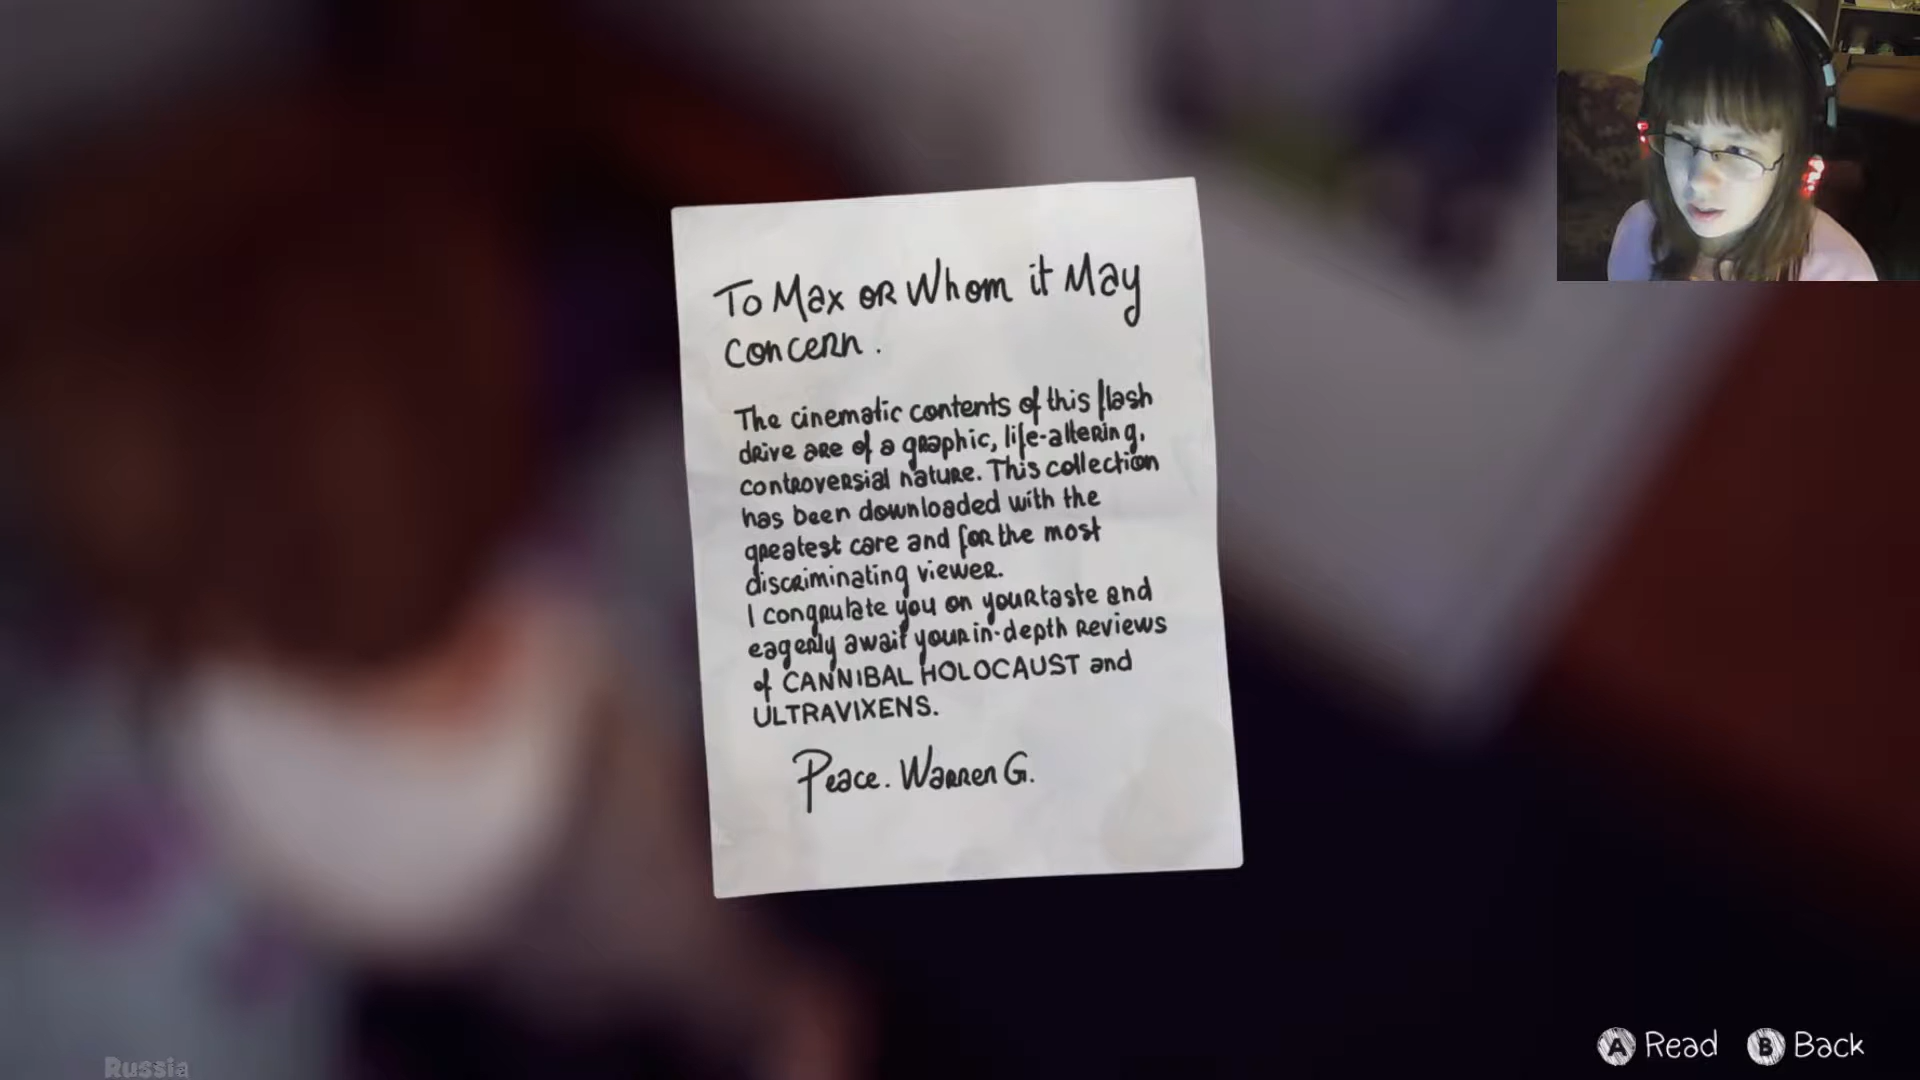 To Max or Whom it May
Concern.
The cinematic contents of this flash
drive are of a graphic, life-altering,
controversial nature. This collection
has been downloaded with the
greatest care and for the most
discriminating viewer.
I congrulate you on your taste and
eagerly await your in-depth Reviews
of CANNIBAL HOLOCAUST and
ULTRAVIXENS.
Peace. Warren G.
A Read B Back
Russia